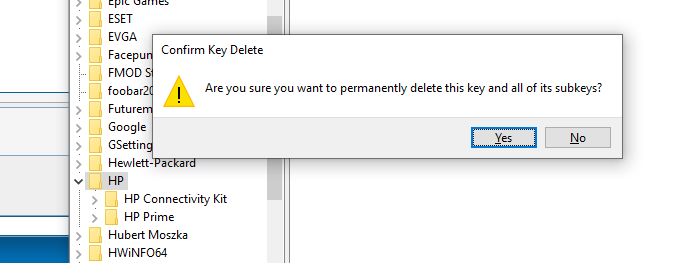 Epic Games
ESET
EVGA
Facepun
FMOD St
foobar20
Futurem
Google
GSetting
Hewlett-Packard
HP
HP Connectivity Kit
HP Prime
Hubert Moszka
HWiNFO64
Confirm Key Delete
Are you sure you want to permanently delete this key and all of its subkeys?
Yes
No